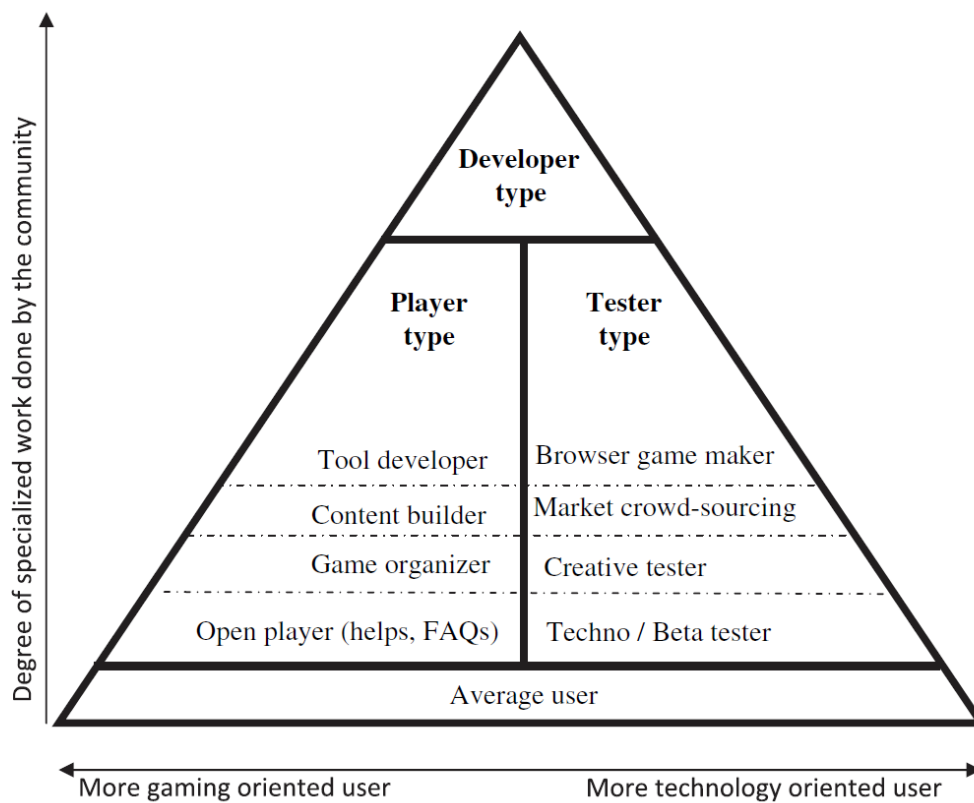 Degree of specialized work done by the community
Developer
type
Player
type
Tester
type
Tool developer
Browser game maker
Content builder
Market crowd-sourcing
Game organizer
Creative tester
Open player (helps, FAQs)
Techno / Beta tester
Average user
More gaming oriented user
More technology oriented user